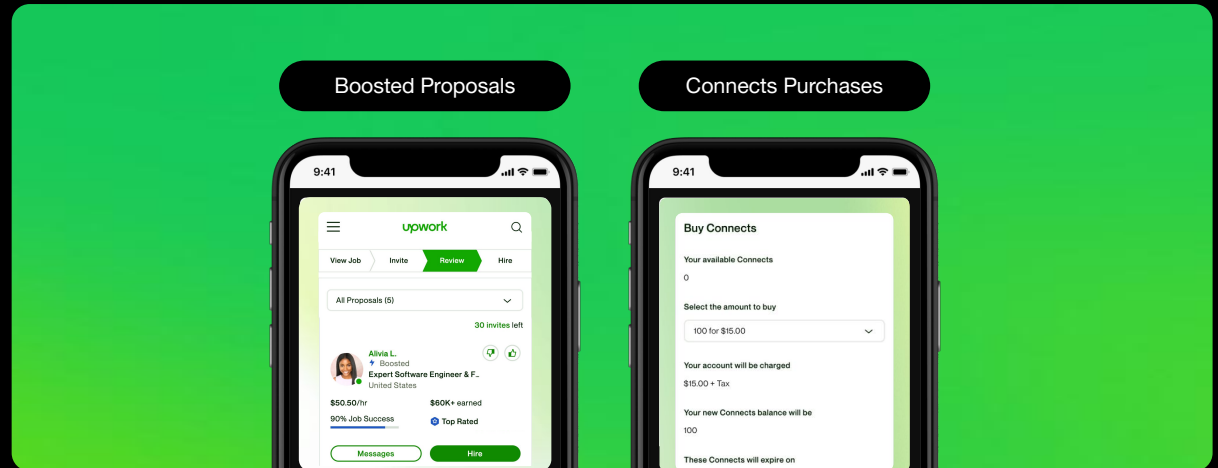 Boosted Proposals
9:41
upwork
View Job Invite Review Hire
All Proposals (5)
30 invites left
Alivia L.
Boosted
Expert Software Engineer & F...
United States
$50.50/hr $60K+ earned
90% Job Success Top Rated
Messages Hire
Connects Purchases
9:41
Buy Connects
Your available Connects
0
Select the amount to buy
100 for $15.00
Your account will be charged
$15.00 + Tax
Your new Connects balance will be
100
These Connects will expire on